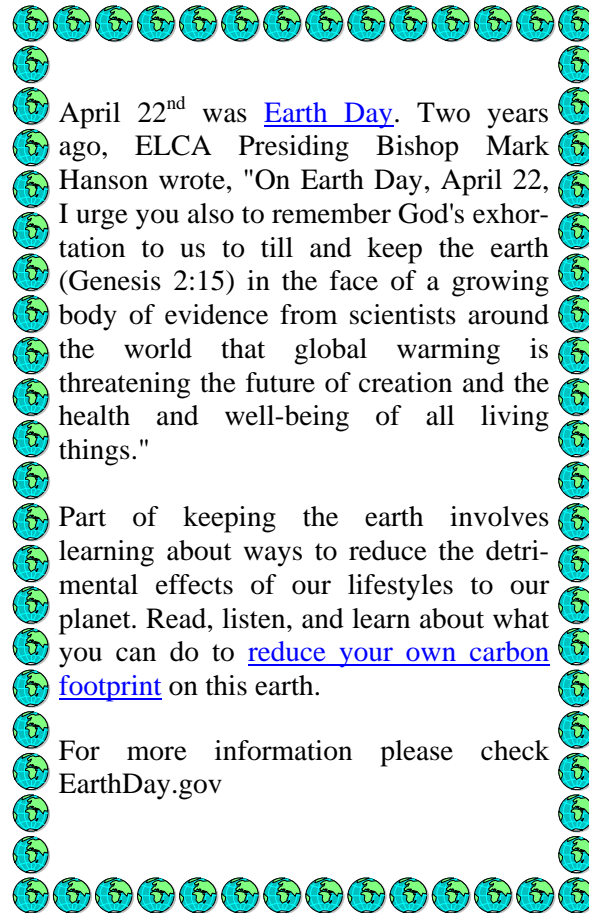 April 22nd was Earth Day. Two years
ago, ELCA Presiding Bishop Mark
Hanson wrote, "On Earth Day, April 22,
I urge you also to remember God's exhor-
tation to us to till and keep the earth
(Genesis 2:15) in the face of a growing
body of evidence from scientists around
the world that global warming is
threatening the future of creation and the
health and well-being of all living
things."
Part of keeping the earth involves
learning about ways to reduce the detri-
mental effects of our lifestyles to our
planet. Read, listen, and learn about what
you can do to reduce your own carbon
footprint on this earth.
For more information please check
EarthDay.gov